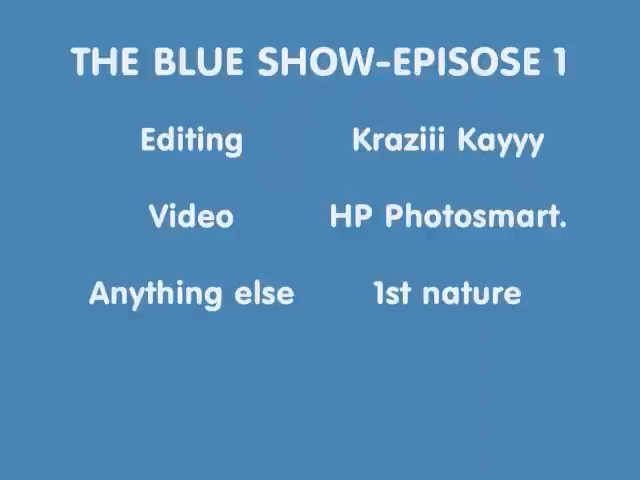 THE BLUE SHOW-EPISOSE 1
Editing Kraziii Kayyy
Video HP Photosmart.
Anything else 1st nature